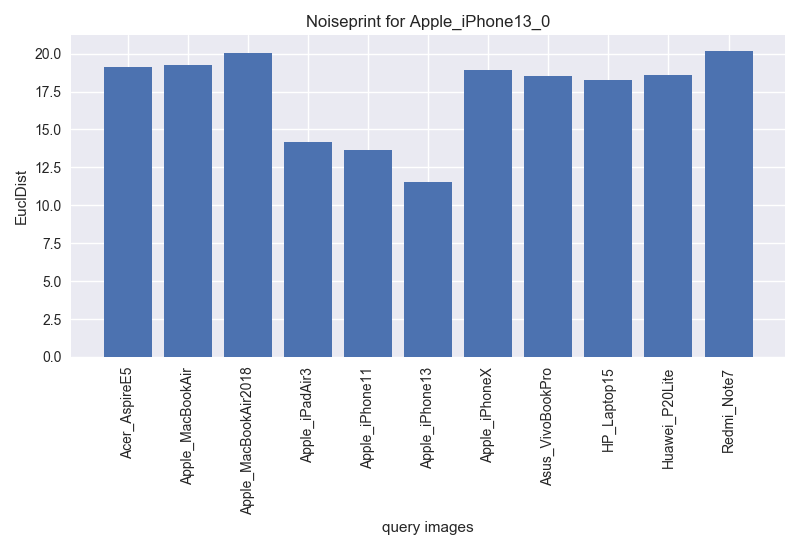 Noiseprint for Apple_iPhone13_0
EuclDist
20.0
17.5
15.0
12.5
10.0
7.5
5.0
2.5
0.0
Acer_AspireE5
Apple_MacBookAir
Apple_MacBookAir2018
Apple_iPadAir3
Apple_iPhone11
Apple_iPhone13
Apple_iPhoneX
Asus_VivoBookPro
HP_Laptop15
Huawei_P20Lite
Redmi_Note7
query images